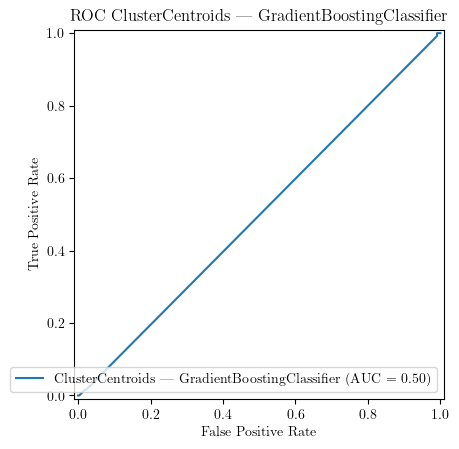 ROC ClusterCentroids — GradientBoostingClassifier
1.0
0.8
0.6
0.4
0.2
0.0
True Positive Rate
ClusterCentroids — GradientBoostingClassifier (AUC = 0.50)
0.0 0.2 0.4 0.6 0.8 1.0
False Positive Rate